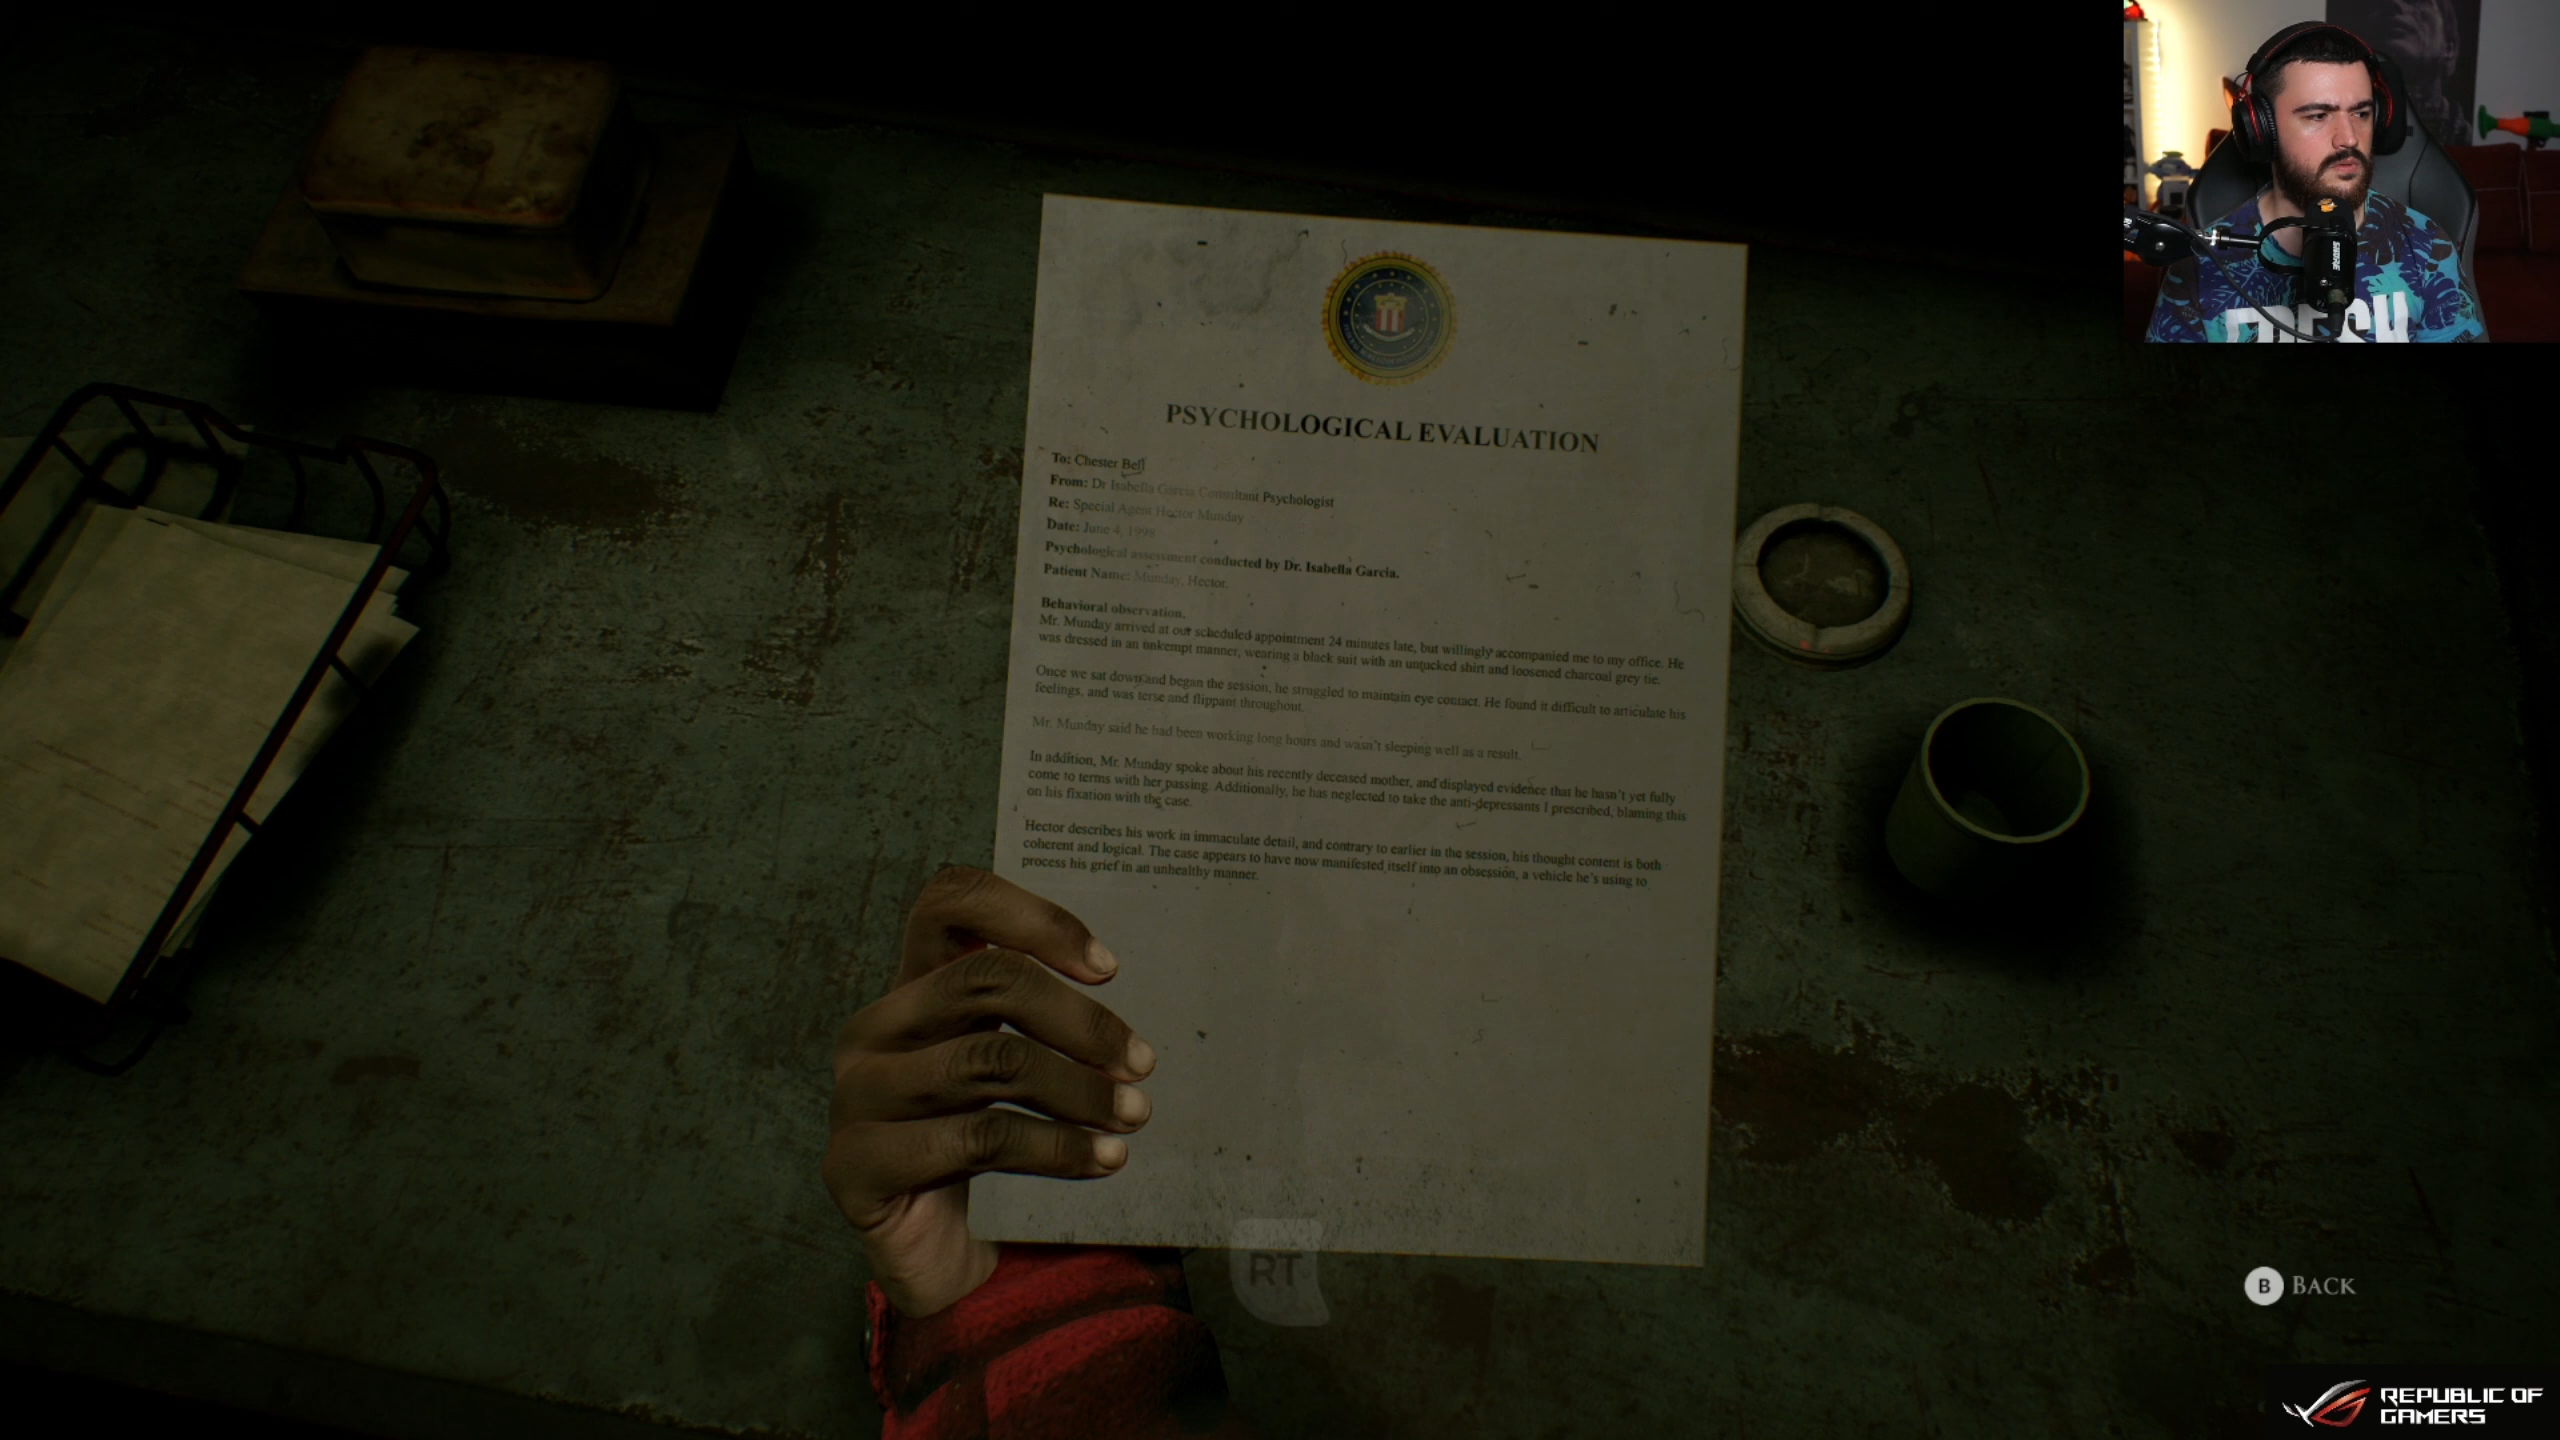 PSYCHOLOGICAL EVALUATION
To: Chester Bell
From: Dr Isabella Garcia Consultant Psychologist
Re: Special Agent Hector Munday
Date: June 4, 1998
Psychological assessment conducted by Dr. Isabella Garcia.
Patient Name: Munday, Hector.
Behavioral observation.
Mr. Munday arrived at our scheduled appointment 24 minutes late, but willingly accompanied me to my office. He
was dressed in an unkempt manner, wearing a black suit with an untucked shirt and loosened charcoal grey tie.
Once we sat down and began the session, he struggled to maintain eye contact. He found it difficult to articulate his
feelings, and was terse and flippant throughout.
Mr. Munday said he had been working long hours and wasn't sleeping well as a result.
In addition, Mr. Munday spoke about his recently deceased mother, and displayed evidence that he hasn't yet fully
come to terms with her passing. Additionally, he has neglected to take the anti-depressants I prescribed, blaming this
on his fixation with the case.
Hector describes his work in immaculate detail, and contrary to earlier in the session, his thought content is both
coherent and logical. The case appears to have now manifested itself into an obsession, a vehicle he's using to
process his grief in an unhealthy manner.
RT
B BACK
SHURE
FRESH
REPUBLIC OF
GAMERS